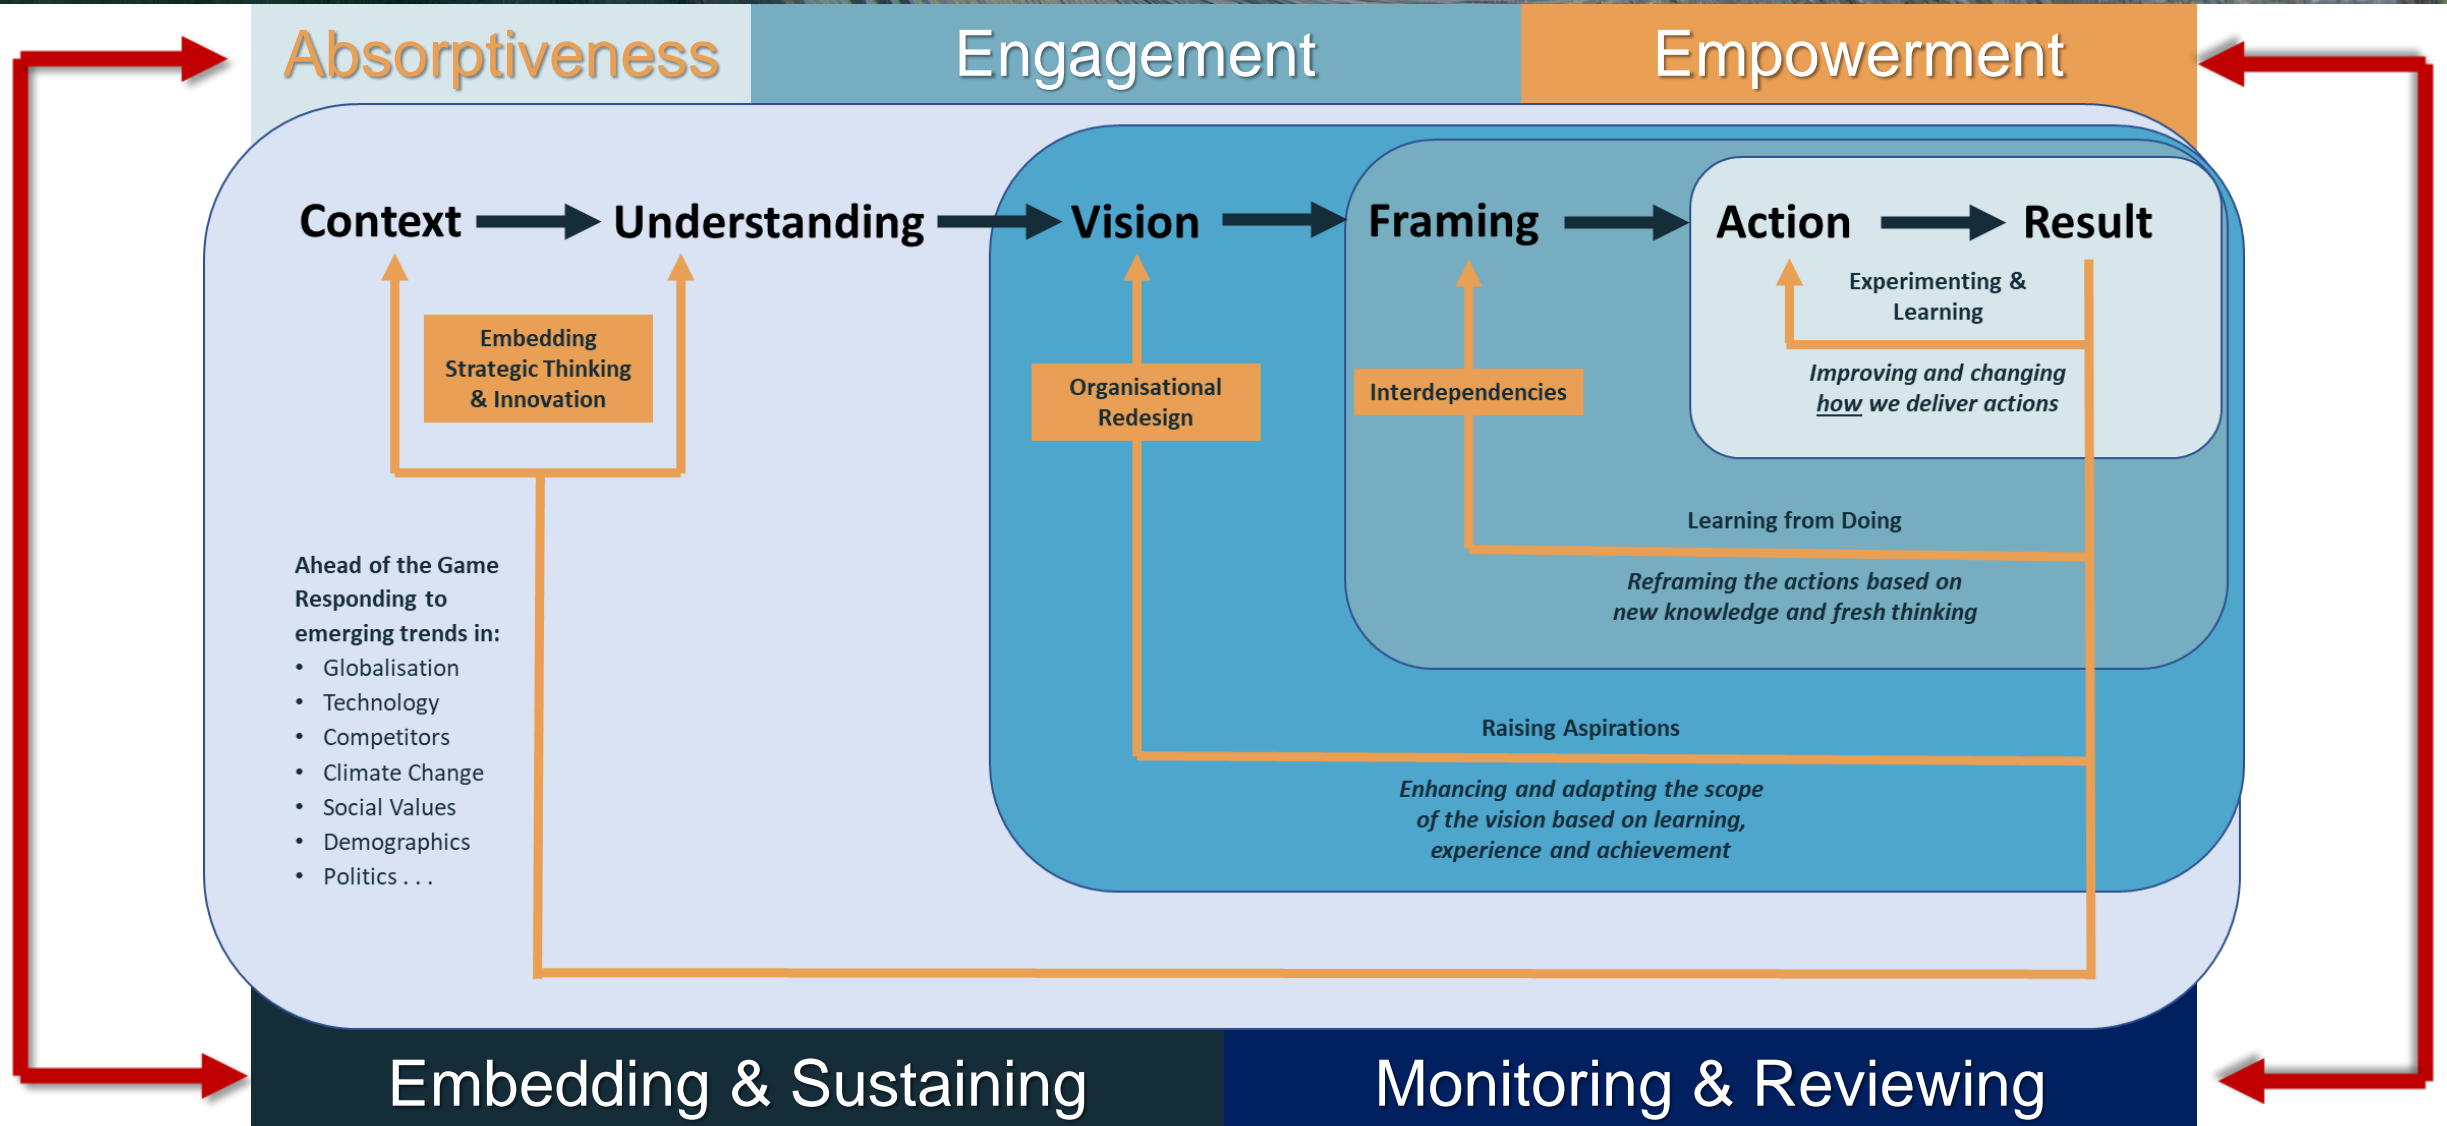 Absorptiveness
Engagement
Empowerment
Context
Understanding
Vision
Framing
Action
Result
Embedding
Strategic Thinking
& Innovation
Organisational
Redesign
Interdependencies
Experimenting &
Learning
Improving and changing
how we deliver actions
Learning from Doing
Reframing the actions based on
new knowledge and fresh thinking
Raising Aspirations
Enhancing and adapting the scope
of the vision based on learning,
experience and achievement
Ahead of the Game
Responding to
emerging trends in:
• Globalisation
• Technology
• Competitors
• Climate Change
• Social Values
• Demographics
• Politics . . .
Embedding & Sustaining
Monitoring & Reviewing